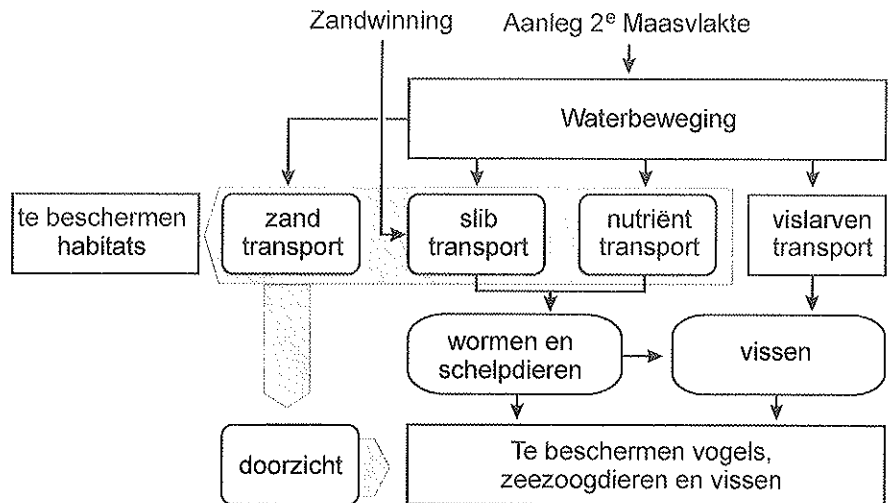 Zandwinning
Aanleg 2e Maasvlakte
Waterbeweging
te beschermen
habitats
zand
transport
slib
transport
nutriënt
transport
vislarven
transport
wormen en
schelpdieren
vissen
doorzicht
Te beschermen vogels,
zeezoogdieren en vissen